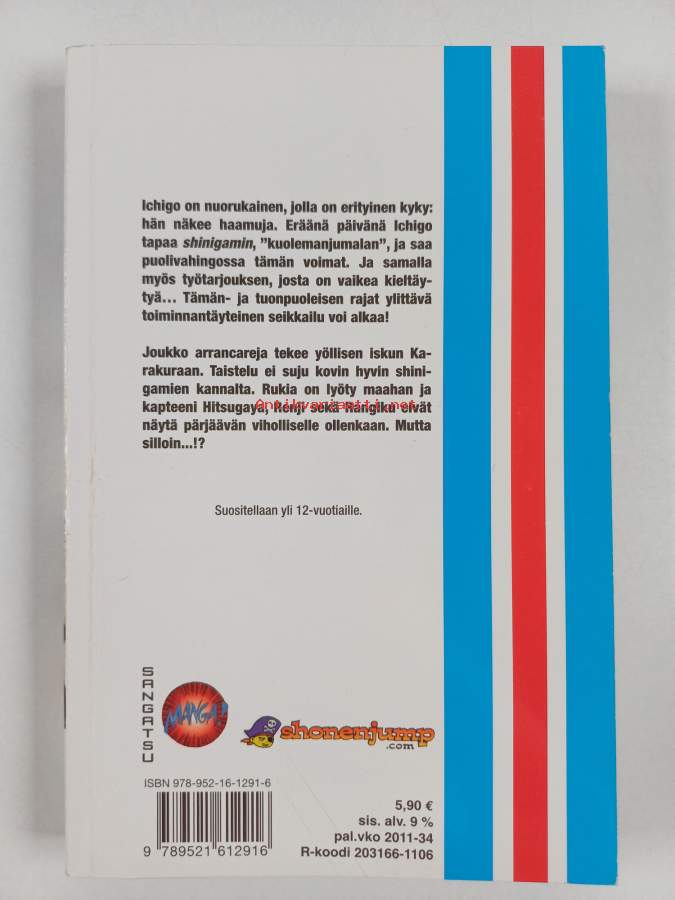 Ichigo on nuorukainen, jolla on erityinen kyky:
hän näkee haamuja. Eräänä päivänä Ichigo
tapaa shinigamin, ”kuolemanjumalan”, ja saa
puolivahingossa tämän voimat. Ja samalla
myös työtarjouksen, josta on vaikea kieltäy-
tyä… Tämän- ja tuonpuoleisen rajat ylittävä
toiminnantäyteinen seikkailu voi alkaa!
Joukko arrancareja tekee yöllisen iskun Ka-
rakuraan. Taistelu ei suju kovin hyvin shini-
gamien kannalta. Rukia on lyöty maahan ja
kapteeni Hitsugaya, Renji sekä Rangiku eivät
näytä pärjäävän viholliselle ollenkaan. Mutta
silloin...!?
Antikvariaatti.net
Suositellaan yli 12-vuotiaille.
SANGATSU
MANGA!
shonenjump
.com
ISBN 978-952-16-1291-6
9 789521 612916
5,90 €
sis. alv. 9 %
pal.vko 2011-34
R-koodi 203166-1106